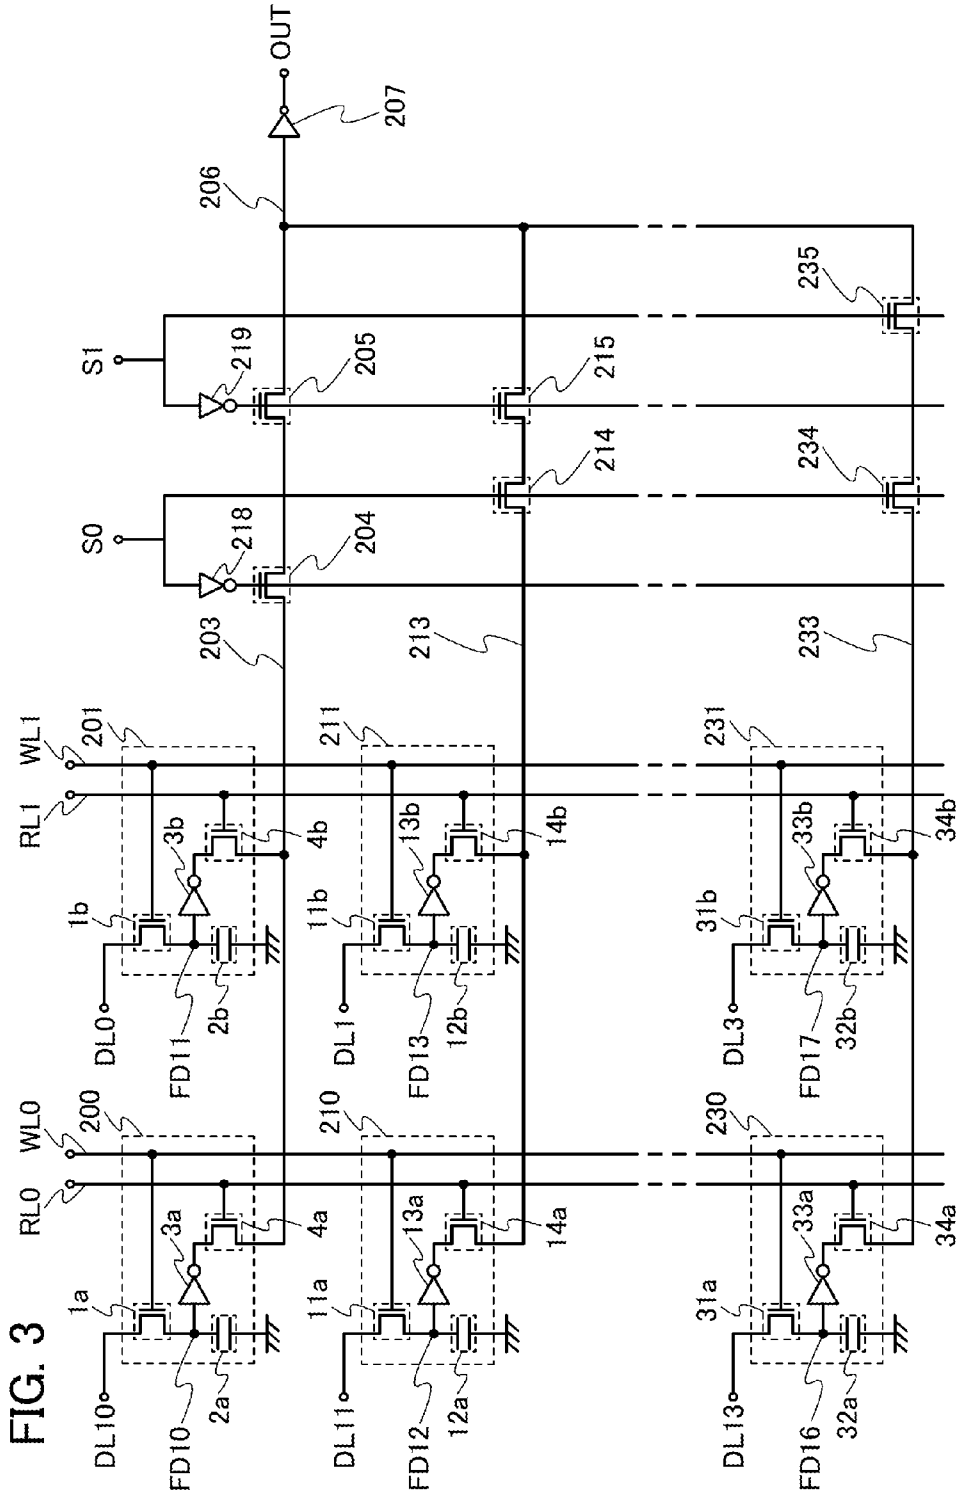 FIG. 3
RL0
WL0
RL1
WL1
S0
S1
OUT
DL10
1a
200
DL0
1b
201
218
219
206
207
FD10
3a
FD11
3b
2a
4a
2b
4b
203
204
205
DL11
11a
210
DL1
11b
211
FD12
13a
FD13
13b
12a
14a
12b
14b
213
214
215
DL13
31a
230
DL3
31b
231
FD16
33a
FD17
33b
32a
34a
32b
34b
233
234
235